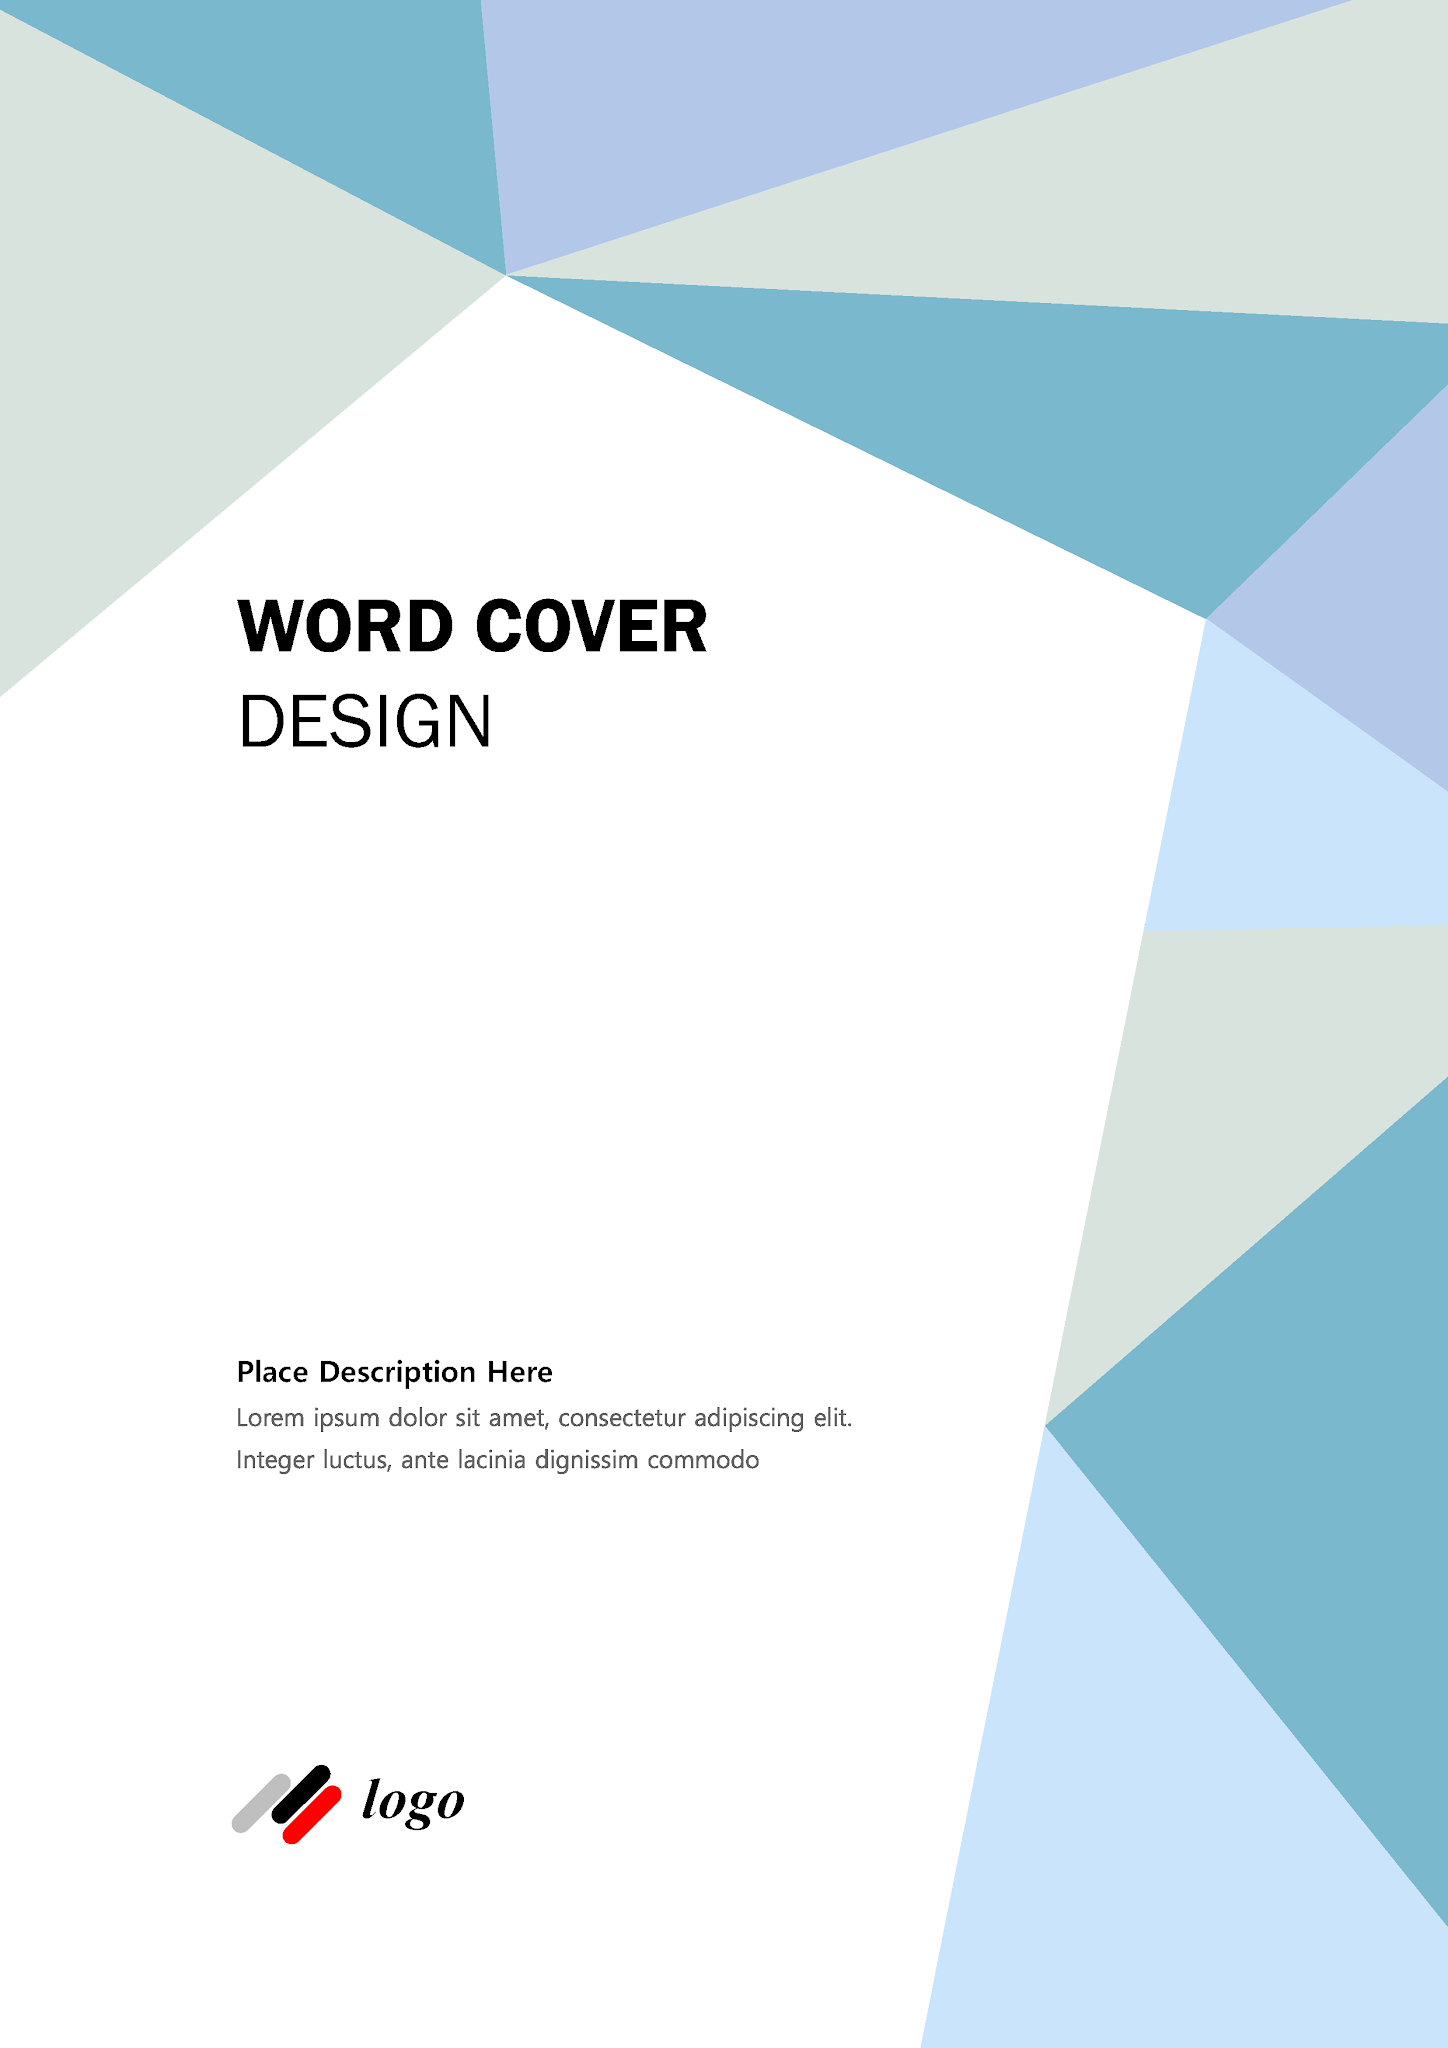 WORD COVER
DESIGN
Place Description Here
Lorem ipsum dolor sit amet, consectetur adipiscing elit.
Integer luctus, ante lacinia dignissim commodo
logo